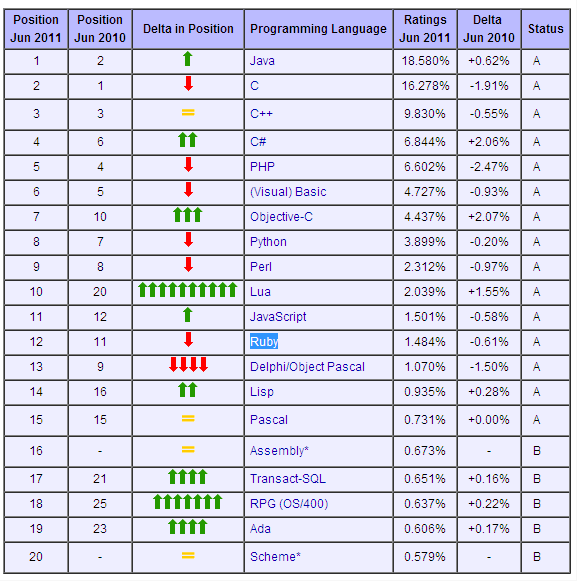 Position Jun 2011 Position Jun 2010 Delta in Position Programming Language Ratings Jun 2011 Delta Jun 2010 Status
1 2 Java 18.580% +0.62% A
2 1 C 16.278% -1.91% A
3 3 C++ 9.830% -0.55% A
4 6 C# 6.844% +2.06% A
5 4 PHP 6.602% -2.47% A
6 5 (Visual) Basic 4.727% -0.93% A
7 10 Objective-C 4.437% +2.07% A
8 7 Python 3.899% -0.20% A
9 8 Perl 2.312% -0.97% A
10 20 Lua 2.039% +1.55% A
11 12 JavaScript 1.501% -0.58% A
12 11 Ruby 1.484% -0.61% A
13 9 Delphi/Object Pascal 1.070% -1.50% A
14 16 Lisp 0.935% +0.28% A
15 15 Pascal 0.731% +0.00% A
16 - Assembly* 0.673% - B
17 21 Transact-SQL 0.651% +0.16% B
18 25 RPG (OS/400) 0.637% +0.22% B
19 23 Ada 0.606% +0.17% B
20 - Scheme* 0.579% - B